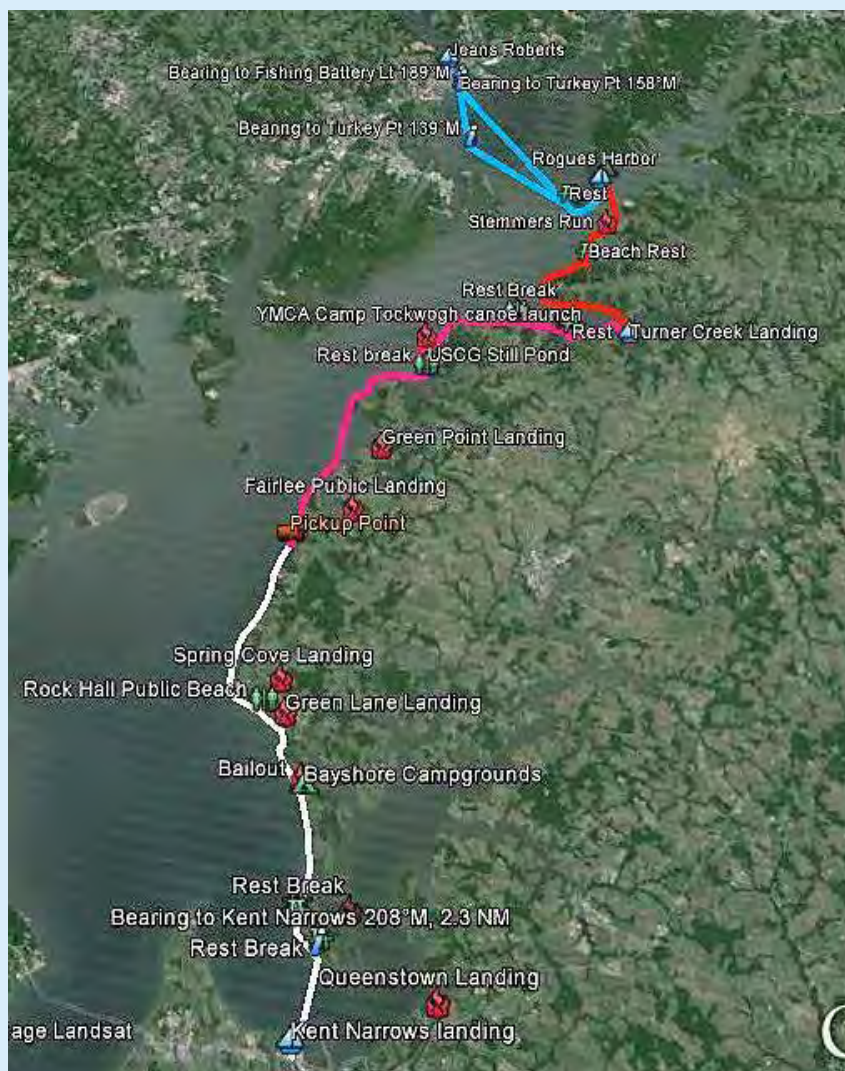 Jeans Roberts
Bearing to Fishing Battery Lt 189°M
Bearing to Turkey Pt 158°M
Bearing to Turkey Pt 139°M
Rogues Harbor
Rest
Stemmers Run
Beach Rest
Rest Break
YMCA Camp Tockwogh canoe launch
Rest
Turner Creek Landing
Rest break
USCG Still Pond
Green Point Landing
Fairlee Public Landing
Pickup Point
Spring Cove Landing
Rock Hall Public Beach
Green Lane Landing
Bailout
Bayshore Campgrounds
Rest Break
Bearing to Kent Narrows 208°M, 2.3 NM
Rest Break
Queenstown Landing
Kent Narrows landing
age Landsat